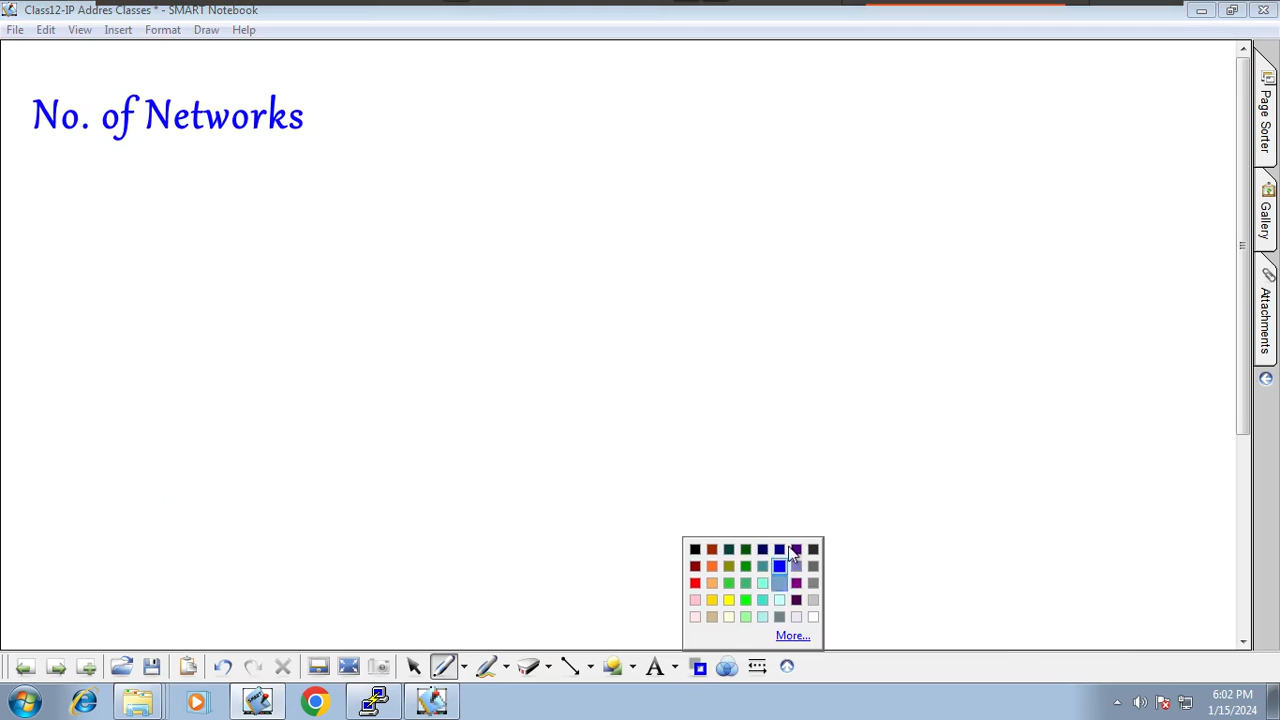 Class12-IP Addres Classes * - SMART Notebook
File Edit View Insert Format Draw Help
No. of Networks
Page Sorter
Gallery
Attachments
More...
6:02 PM
1/15/2024